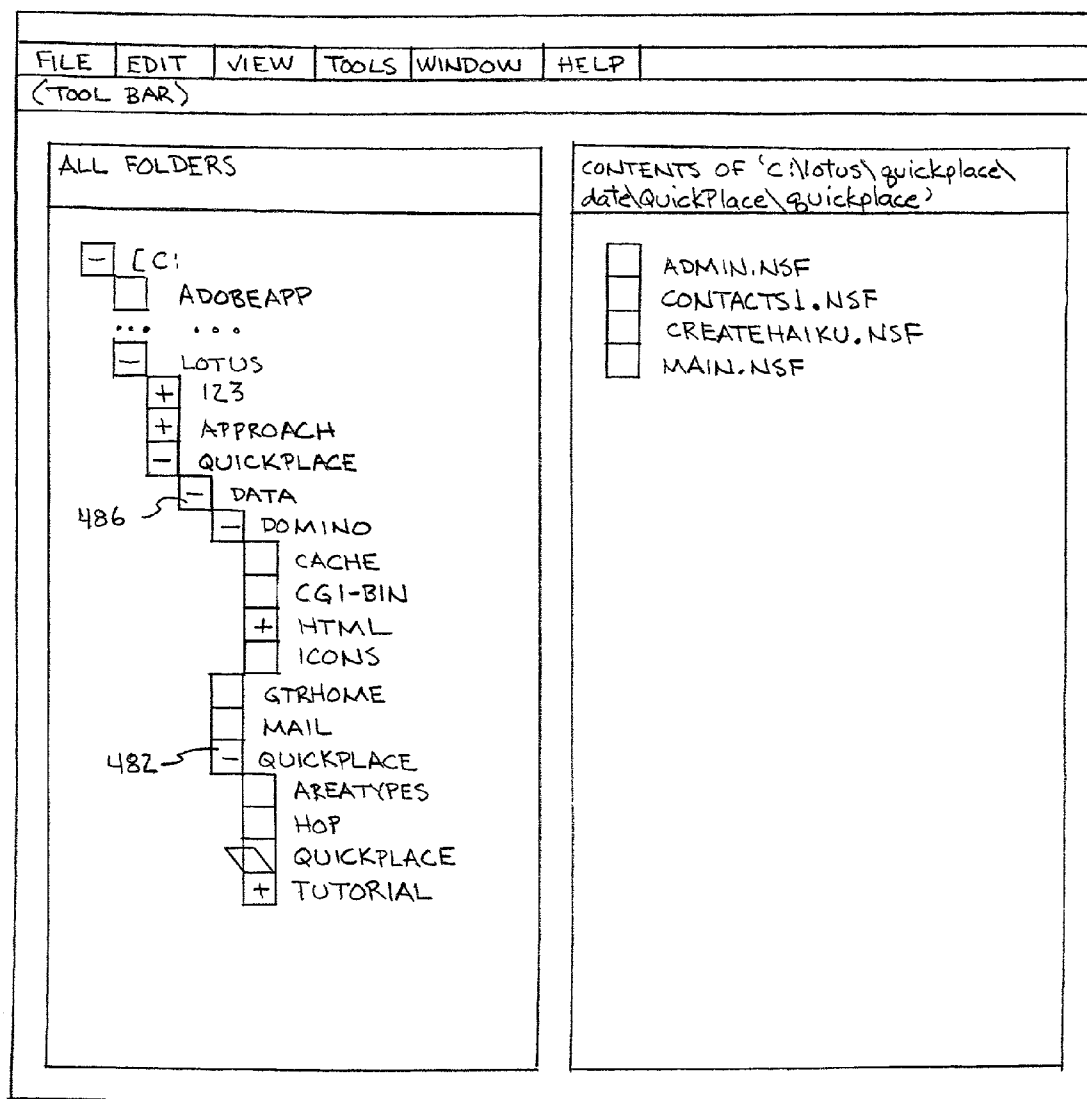 FILE EDIT VIEW TOOLS WINDOW HELP
(TOOL BAR)
ALL FOLDERS
- [C:
ADOBEAPP
... ...
- LOTUS
+ 123
+ APPROACH
- QUICKPLACE
- DATA
486
- DOMINO
CACHE
CGI-BIN
+ HTML
ICONS
GTRHOME
MAIL
482 - QUICKPLACE
AREATYPES
HOP
QUICKPLACE
+ TUTORIAL
CONTENTS OF 'C:\lotus\quickplace\
date\QuickPlace\quickplace'
ADMIN.NSF
CONTACTS1.NSF
CREATEHAIKU.NSF
MAIN.NSF